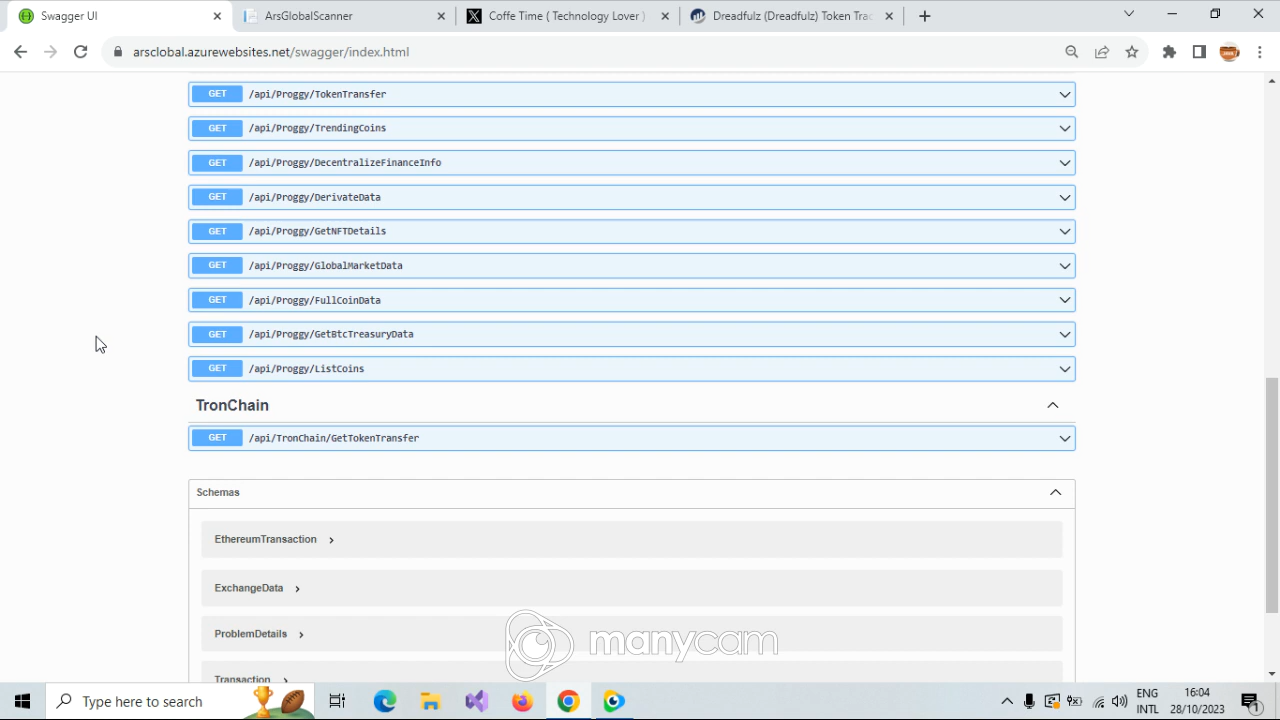 Swagger UI
ArsGlobalScanner
Coffe Time ( Technology Lover )
Dreadfulz (Dreadfulz) Token Trac
arsclobal.azurewebsites.net/swagger/index.html
GET /api/Proggy/TokenTransfer
GET /api/Proggy/TrendingCoins
GET /api/Proggy/DecentralizeFinanceInfo
GET /api/Proggy/DerivateData
GET /api/Proggy/GetNFTDetails
GET /api/Proggy/GlobalMarketData
GET /api/Proggy/FullCoinData
GET /api/Proggy/GetBtcTreasuryData
GET /api/Proggy/ListCoins
TronChain
GET /api/TronChain/GetTokenTransfer
Schemas
EthereumTransaction
ExchangeData
ProblemDetails
Transaction
manycam
Type here to search
ENG
INTL
16:04
28/10/2023
1